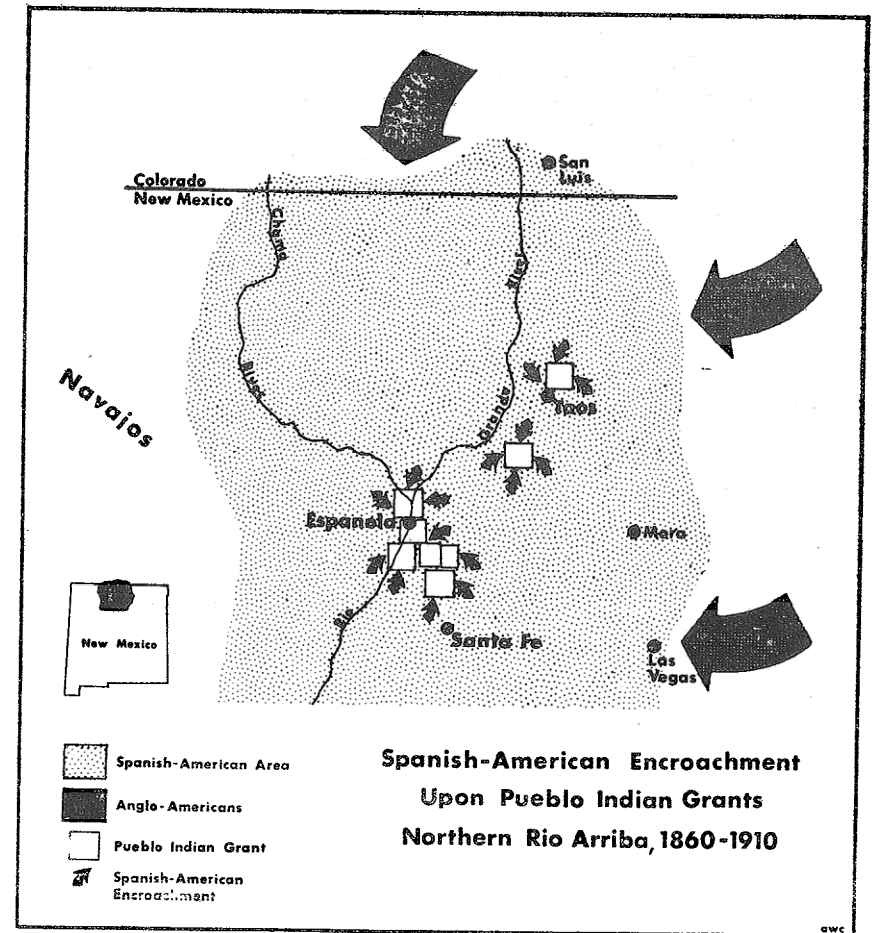 San
Luis
Colorado
New Mexico
Chama
River
Rio
Grande
Navajos
Taos
Espanola
Mora
Santa Fe
Las
Vegas
Rio
New Mexico
Spanish-American Area
Anglo-Americans
Pueblo Indian Grant
Spanish-American
Encroachment
Spanish-American Encroachment
Upon Pueblo Indian Grants
Northern Rio Arriba, 1860-1910
awc